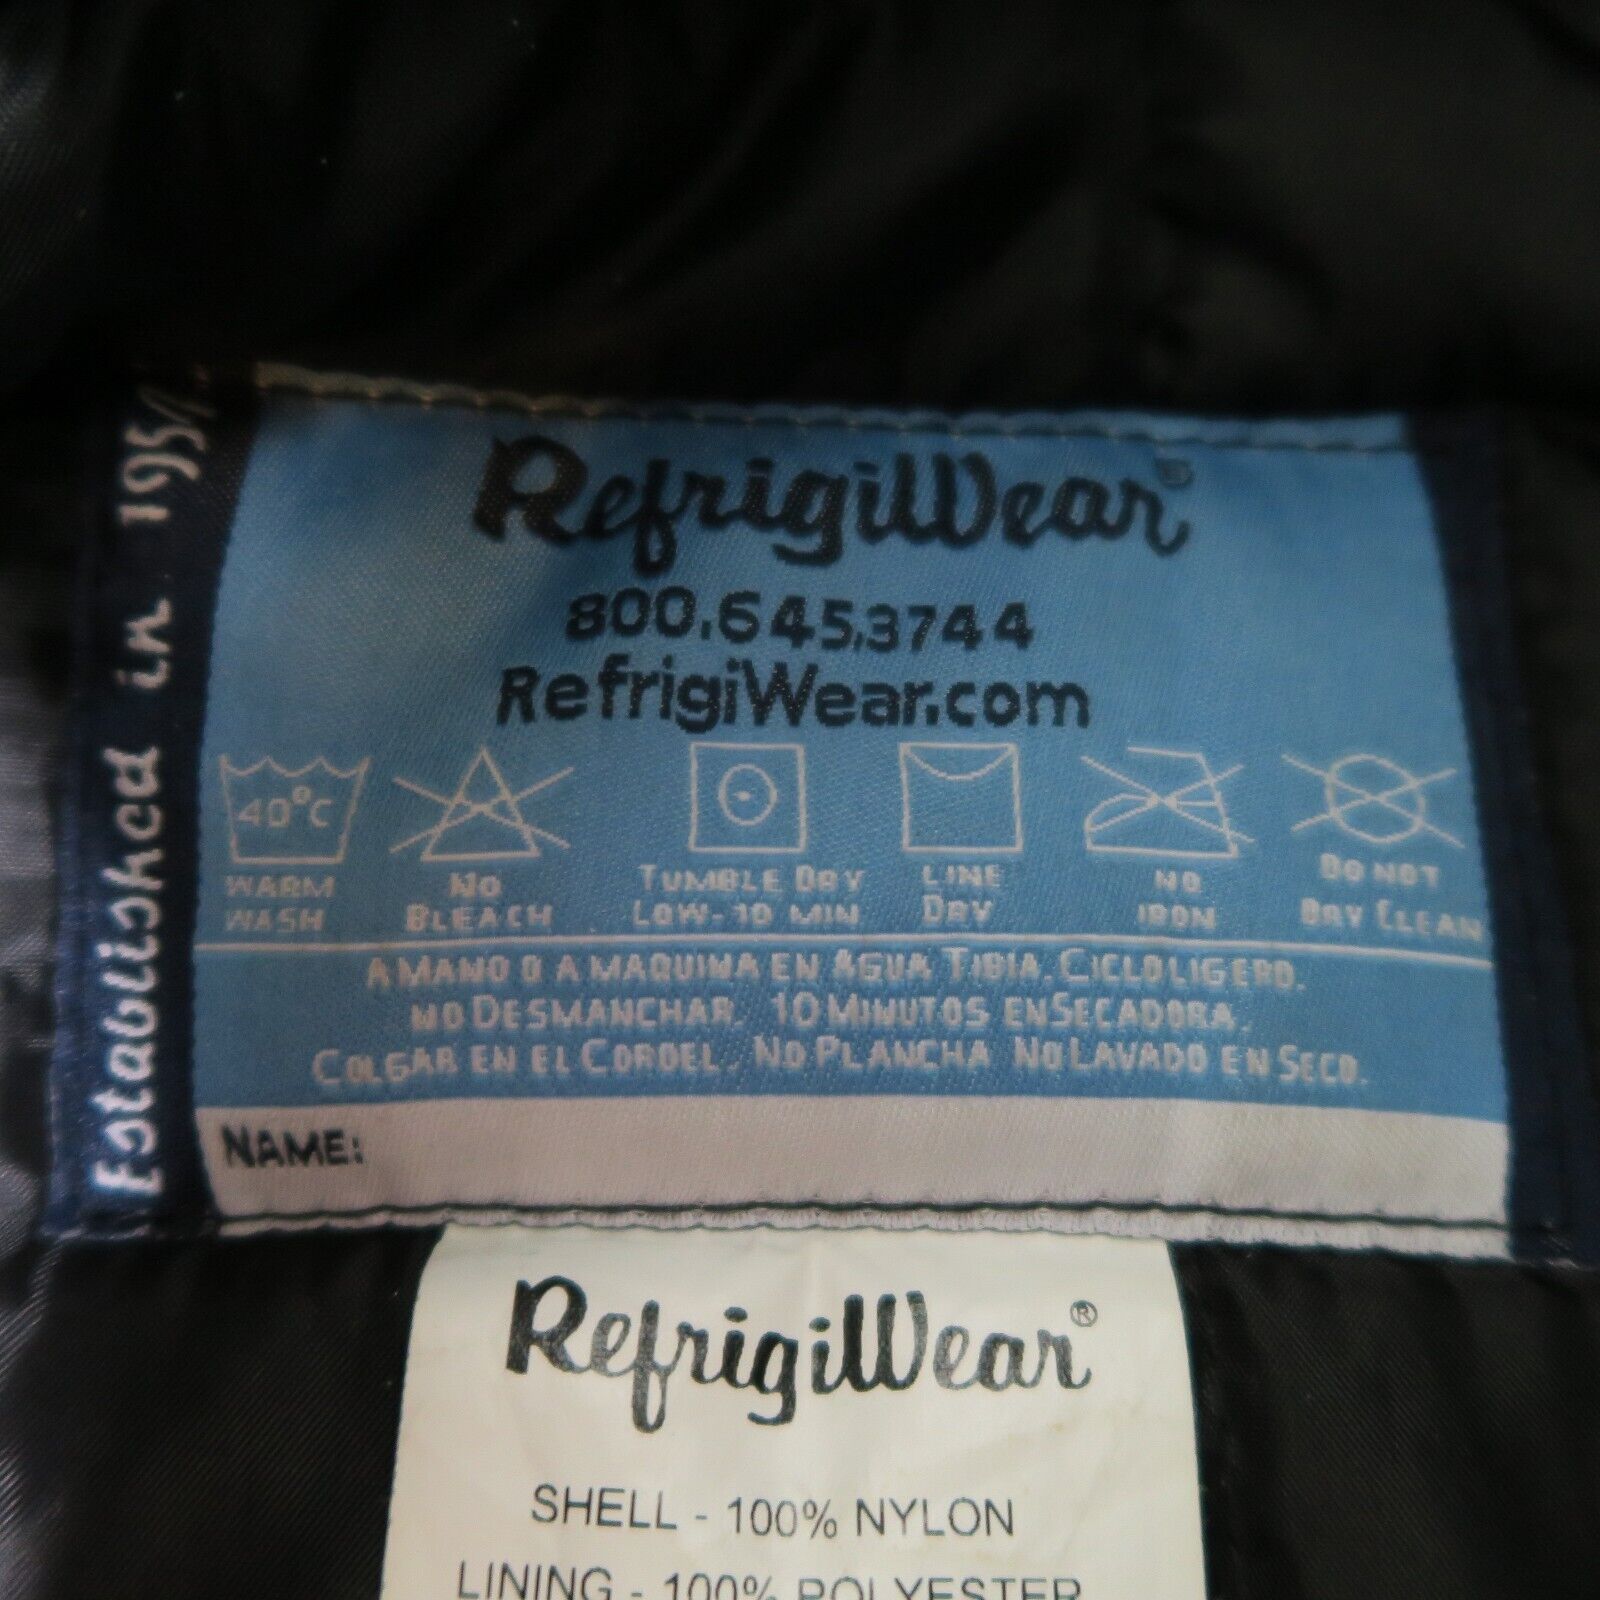 Established in 1954
RefrigiWear®
800.645.3744
RefrigiWear.com
40°C
WARM WASH
NO BLEACH
TUMBLE DRY LOW-10 MIN
LINE DRY
NO IRON
DO NOT DRY CLEAN
A MANO O A MAQUINA EN AGUA TIBIA. CICLO LIGERO.
NO DESMANCHAR. 10 MINUTOS EN SECADORA.
COLGAR EN EL CORDEL. NO PLANCHA NO LAVADO EN SECO.
NAME:
RefrigiWear®
SHELL - 100% NYLON
LINING - 100% POLYESTER